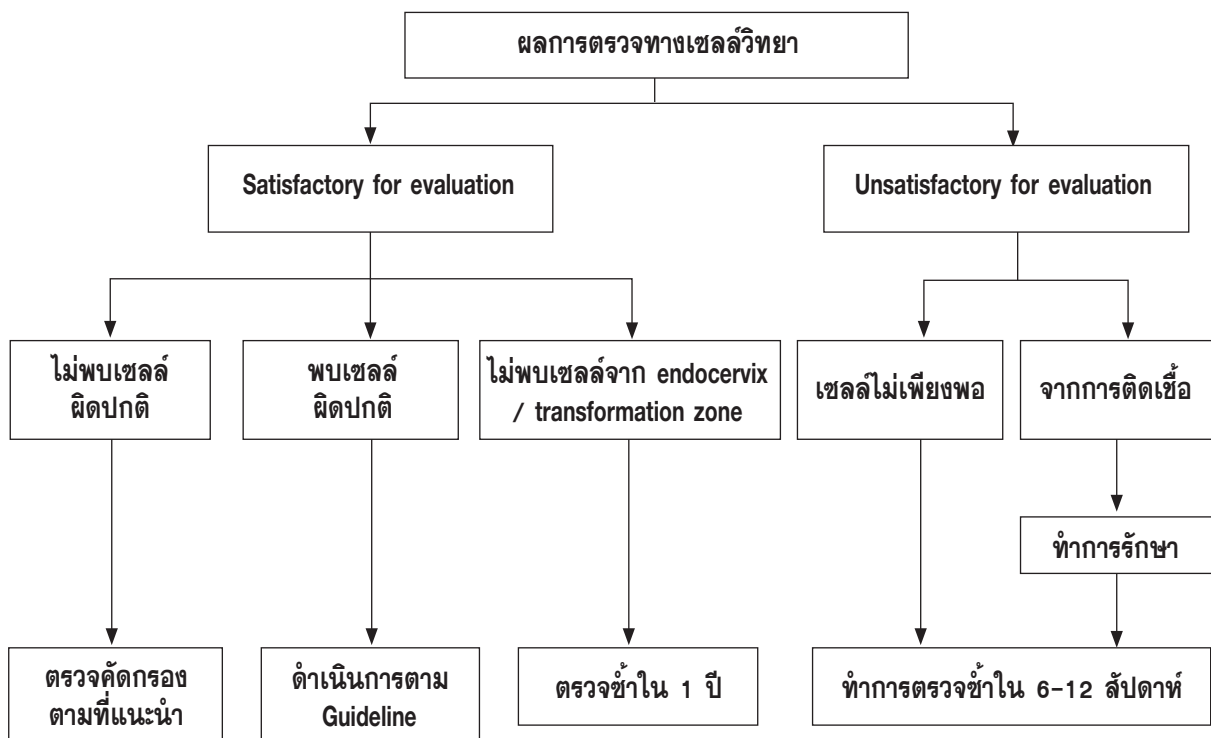 ผลการตรวจทางเซลล์วิทยา
Satisfactory for evaluation
Unsatisfactory for evaluation
ไม่พบเซลล์
ผิดปกติ
พบเซลล์
ผิดปกติ
ไม่พบเซลล์จาก endocervix
/ transformation zone
เซลล์ไม่เพียงพอ
จากการติดเชื้อ
ทำการรักษา
ตรวจคัดกรอง
ตามที่แนะนำ
ดำเนินการตาม
Guideline
ตรวจซ้ำใน 1 ปี
ทำการตรวจซ้ำใน 6-12 สัปดาห์